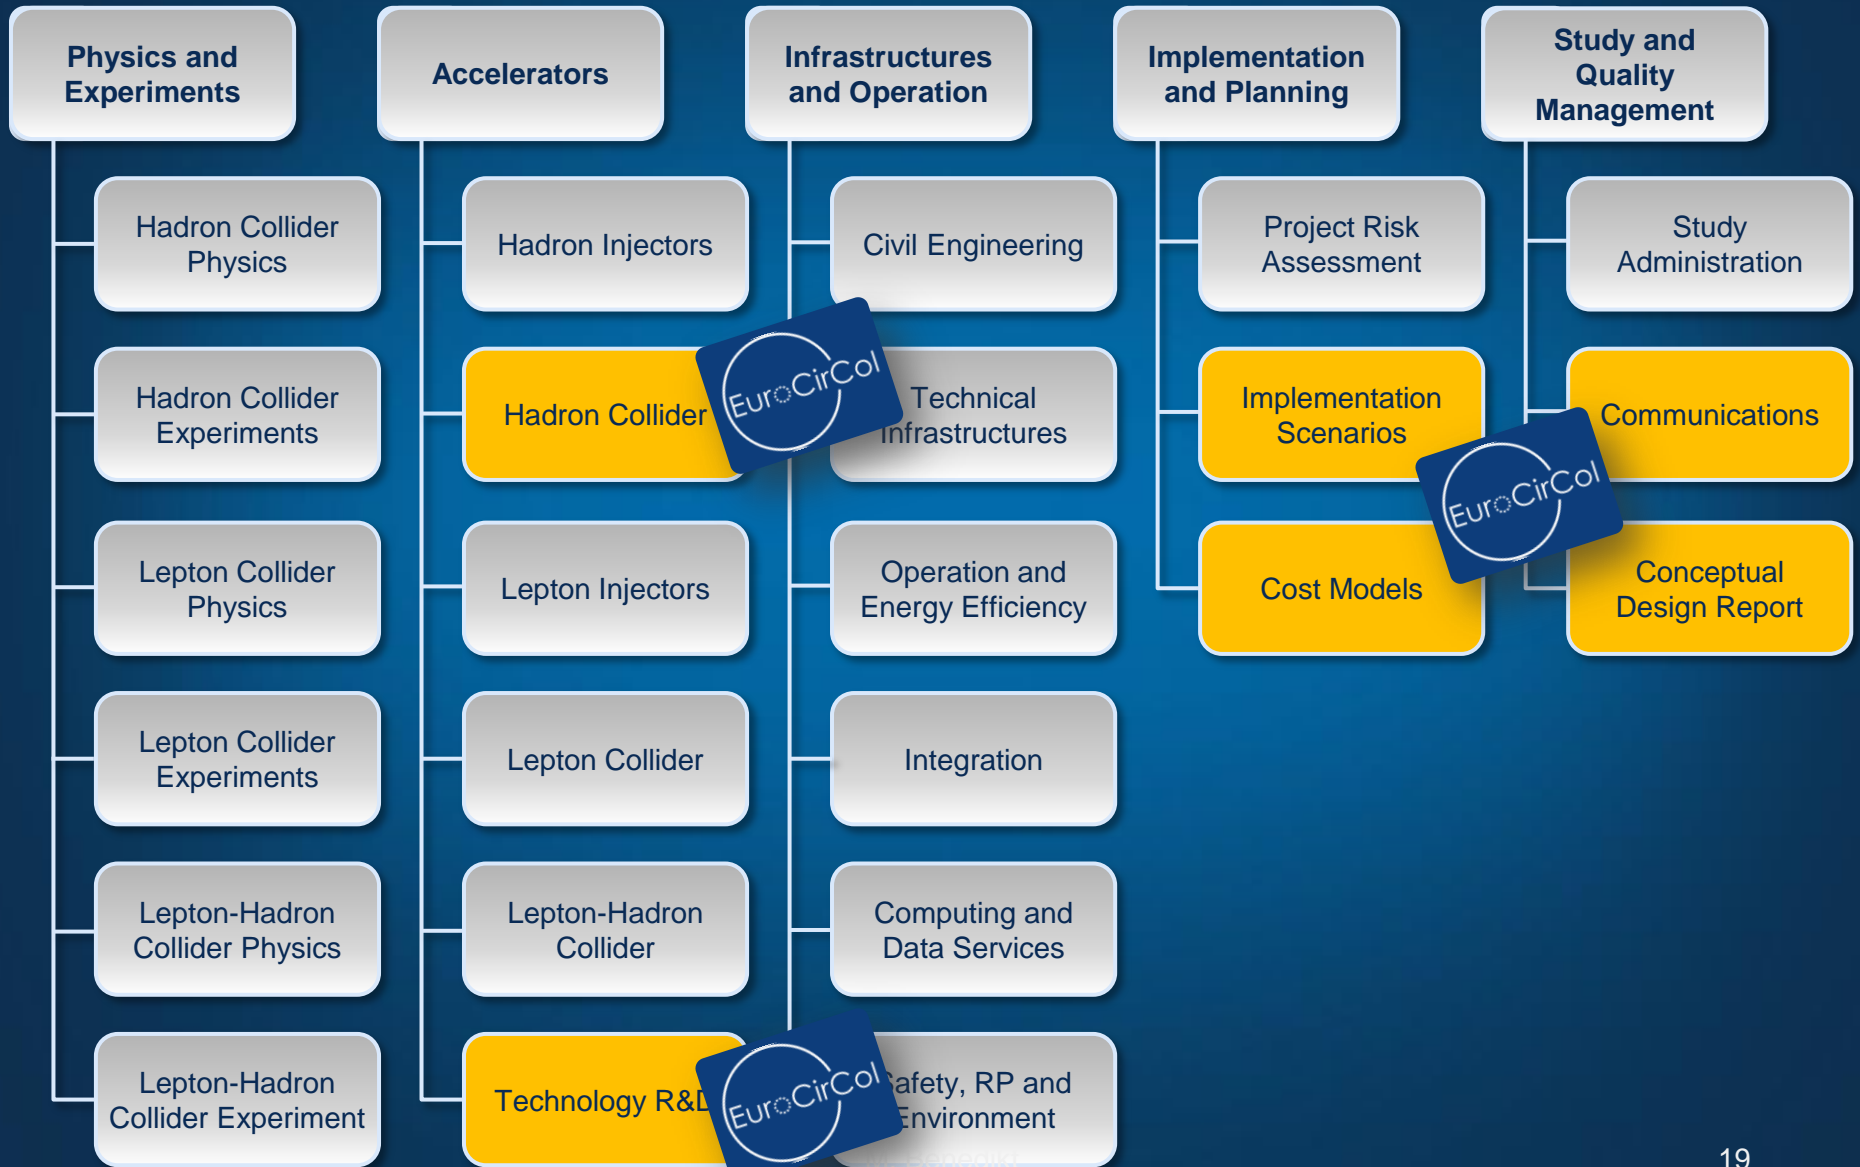 Physics and
Experiments
Hadron Collider
Physics
Hadron Collider
Experiments
Lepton Collider
Physics
Lepton Collider
Experiments
Lepton-Hadron
Collider Physics
Lepton-Hadron
Collider Experiment
Accelerators
Hadron Injectors
Hadron Collider
EuroCirCol
Lepton Injectors
Lepton Collider
Lepton-Hadron
Collider
Technology R&D
EuroCirCol
Infrastructures
and Operation
Civil Engineering
Technical
Infrastructures
Operation and
Energy Efficiency
Integration
Computing and
Data Services
Safety, RP and
Environment
Implementation
and Planning
Project Risk
Assessment
Implementation
Scenarios
Cost Models
EuroCirCol
Study and
Quality
Management
Study
Administration
Communications
Conceptual
Design Report
19